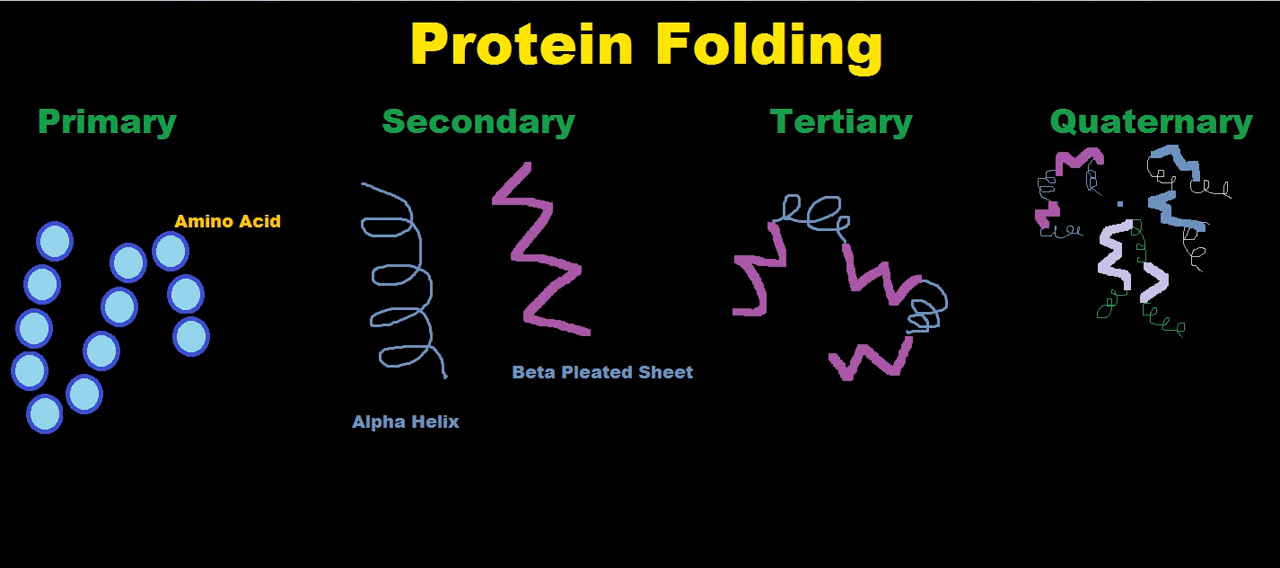 Protein Folding
Primary
Secondary
Tertiary
Quaternary
Amino Acid
Beta Pleated Sheet
Alpha Helix